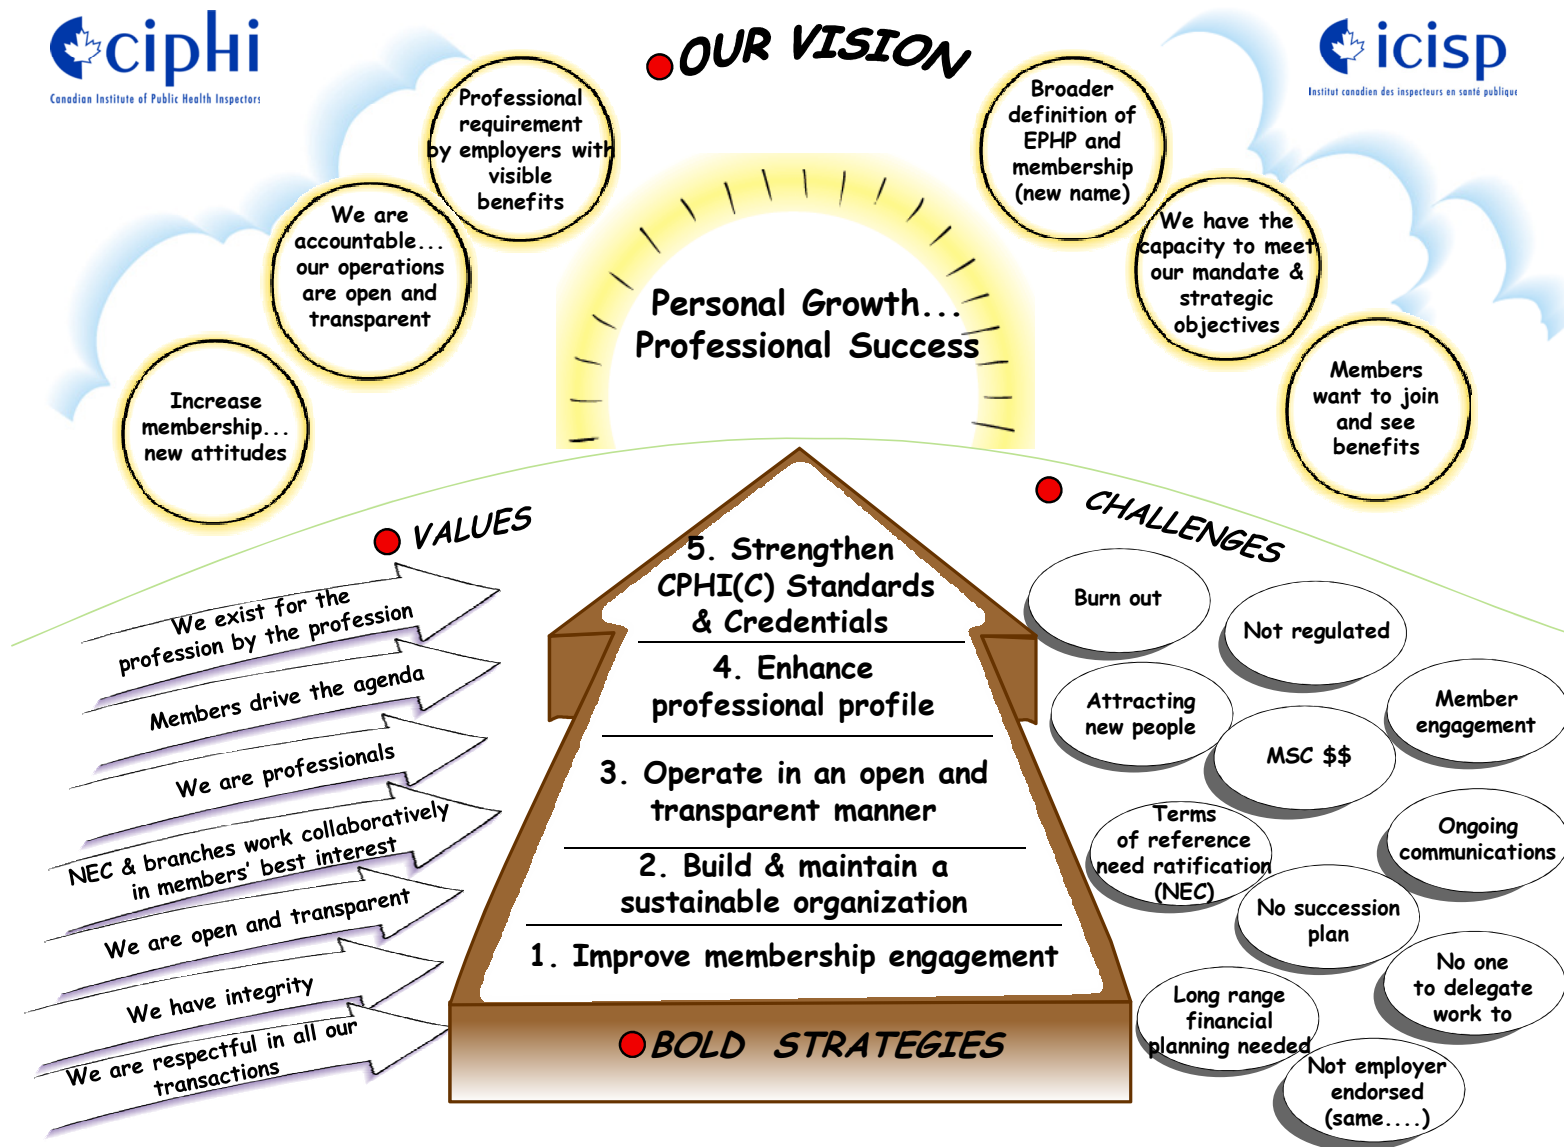 ciphi
Canadian Institute of Public Health Inspectors
OUR VISION
icisp
Institut canadien des inspecteurs en santé publique
Professional
requirement
by employers with
visible
benefits
We are
accountable...
our operations
are open and
transparent
Increase
membership...
new attitudes
Personal Growth...
Professional Success
Broader
definition of
EPHP and
membership
(new name)
We have the
capacity to meet
our mandate &
strategic
objectives
Members
want to join
and see
benefits
VALUES
We exist for the
profession by the profession
Members drive the agenda
We are professionals
NEC & branches work collaboratively
in members' best interest
We are open and transparent
We have integrity
We are respectful in all our
transactions
5. Strengthen
CPHI(C) Standards
& Credentials
4. Enhance
professional profile
3. Operate in an open and
transparent manner
2. Build & maintain a
sustainable organization
1. Improve membership engagement
BOLD STRATEGIES
CHALLENGES
Burn out
Not regulated
Attracting
new people
Member
engagement
MSC $$
Terms
of reference
need ratification
(NEC)
Ongoing
communications
No succession
plan
No one
to delegate
work to
Long range
financial
planning needed
Not employer
endorsed
(same....)